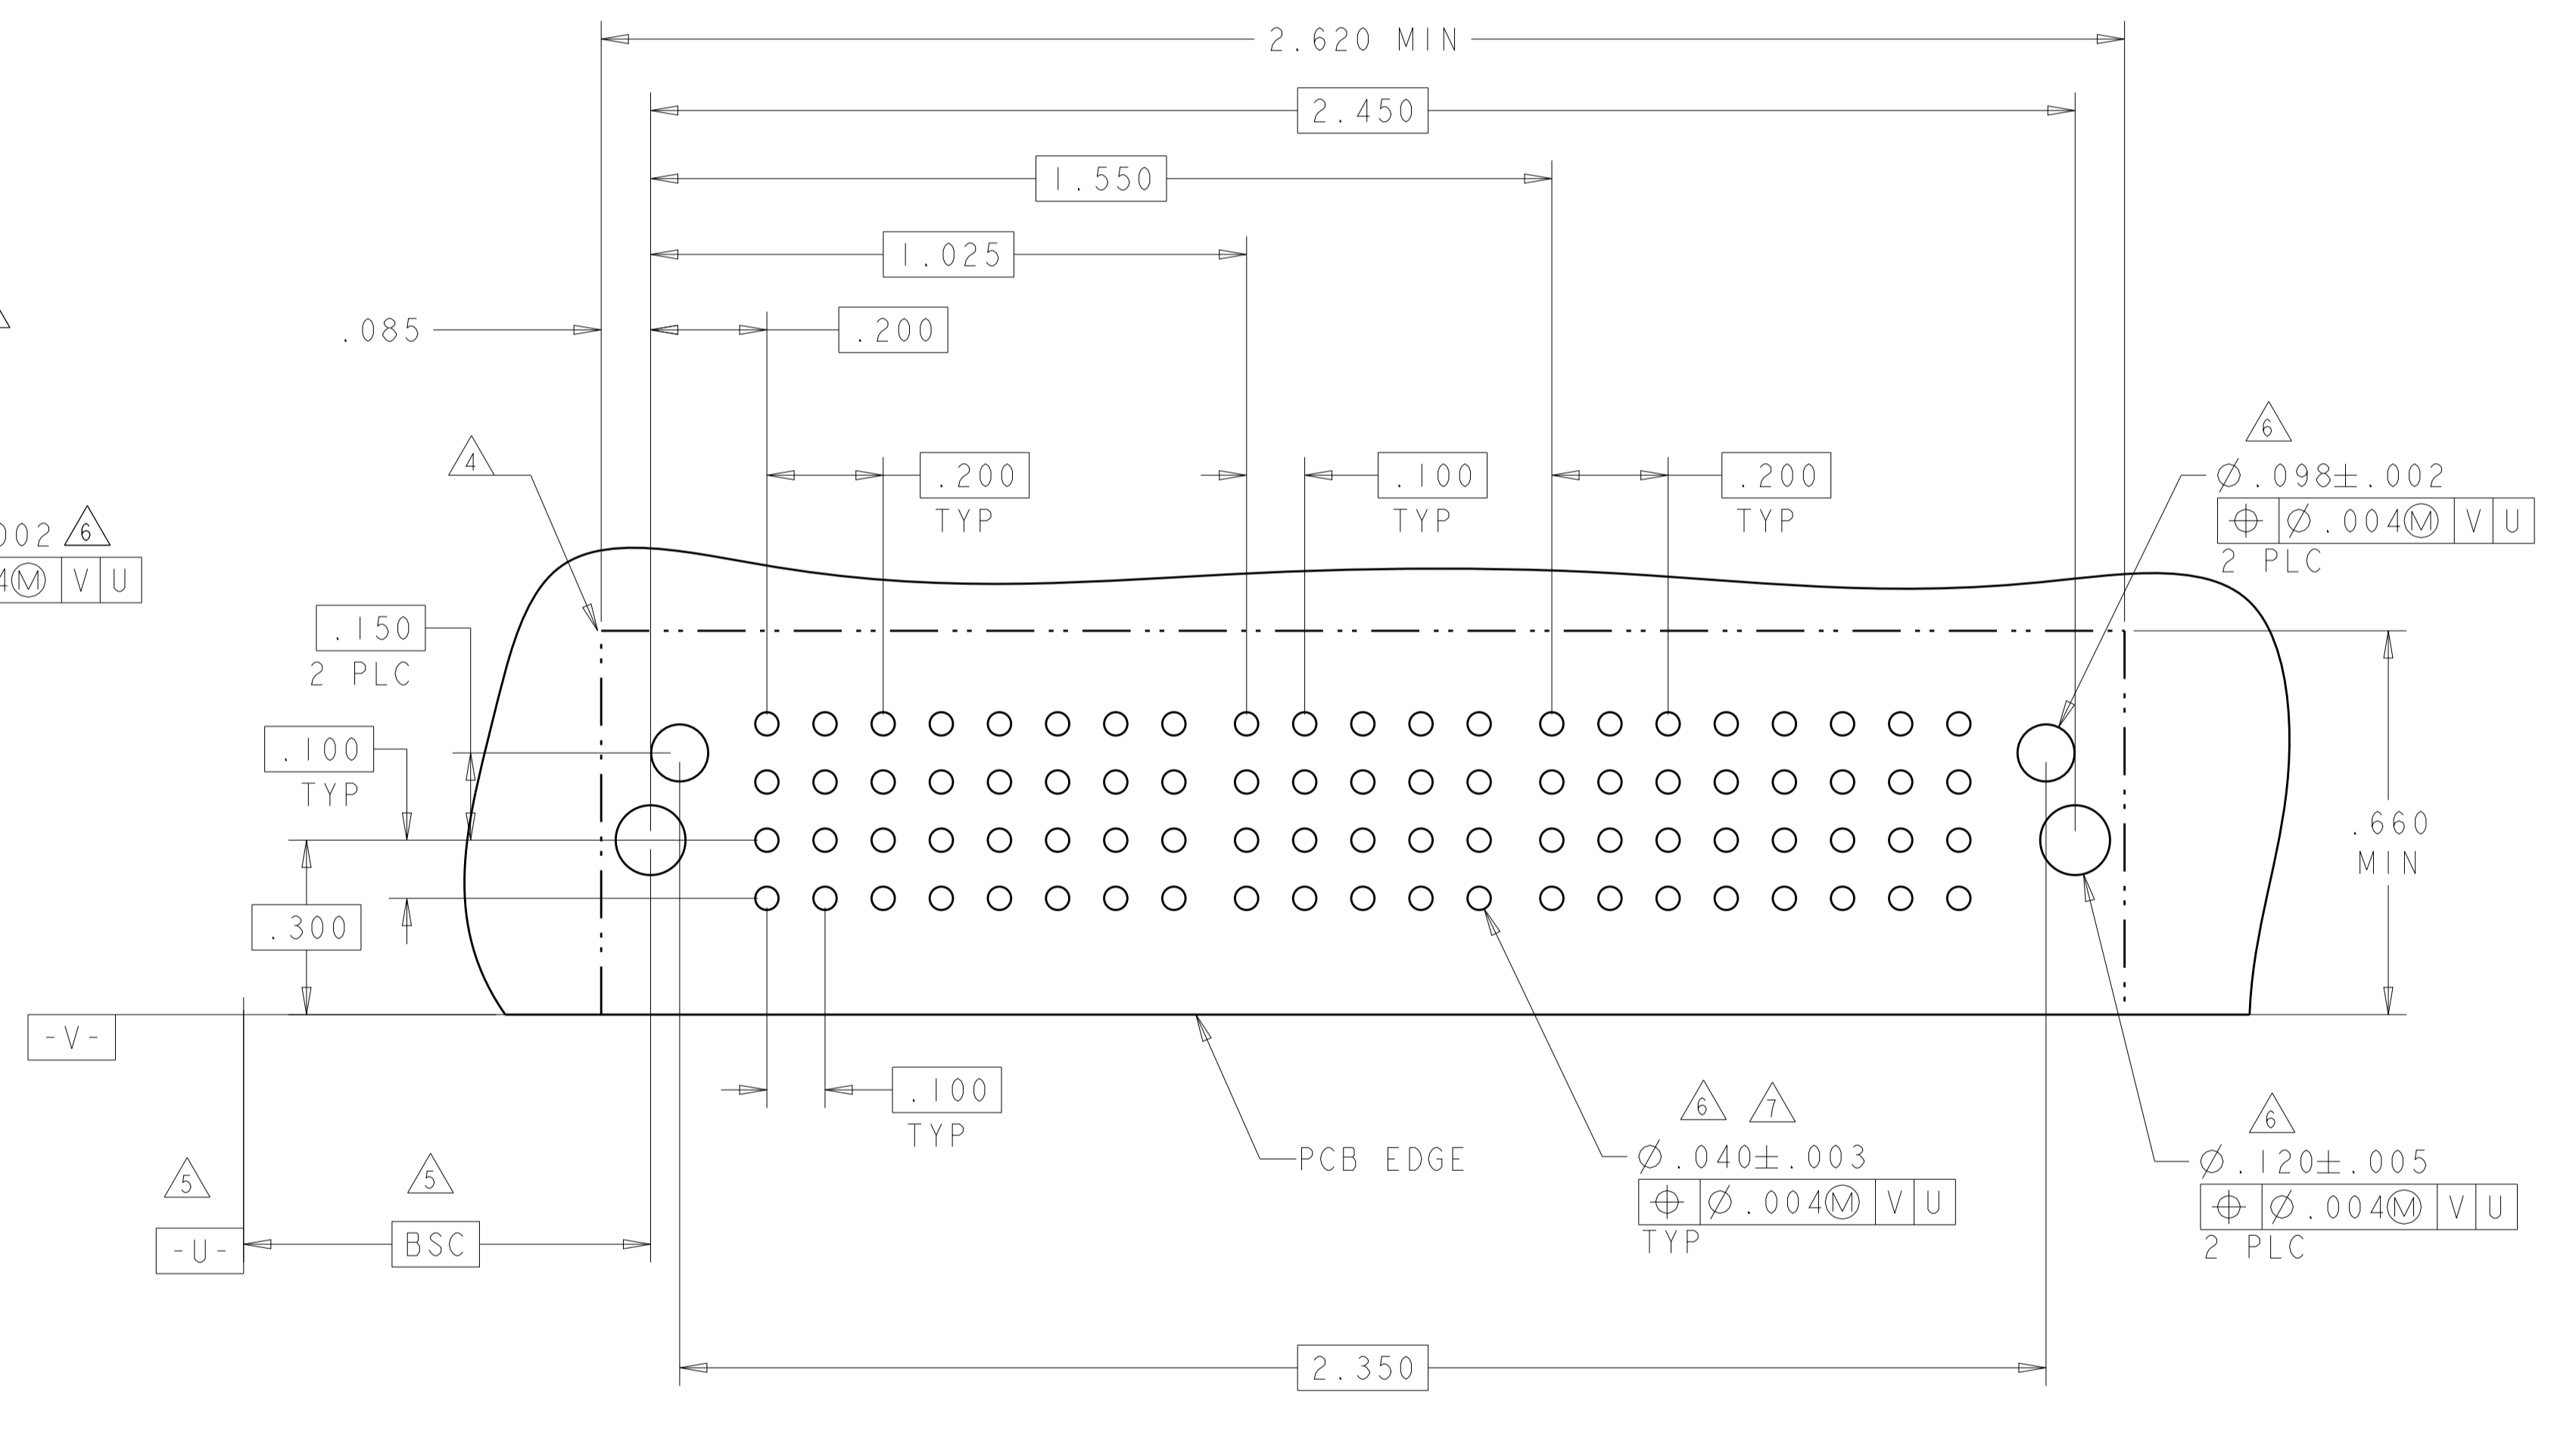 2.620 MIN
2.450
1.550
1.025
.085
.200
4
.200
TYP
.100
TYP
.200
TYP
6
Ø.098±.002
⌖ Ø.004Ⓜ V U
2 PLC
002 6
4Ⓜ V U
.150
2 PLC
.100
TYP
.300
.660
MIN
-V-
.100
TYP
PCB EDGE
6 7
Ø.040±.003
⌖ Ø.004Ⓜ V U
TYP
6
Ø.120±.005
⌖ Ø.004Ⓜ V U
2 PLC
5
-U-
5
BSC
2.350